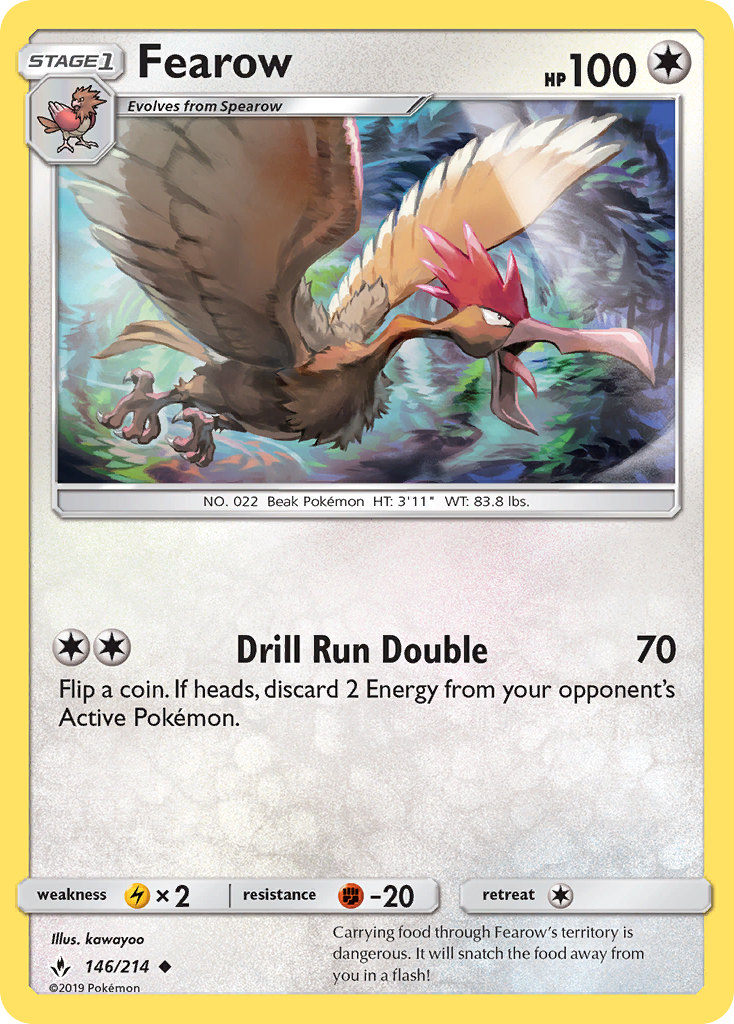 STAGE1
Fearow
HP100
Evolves from Spearow
NO. 022 Beak Pokémon HT: 3'11" WT: 83.8 lbs.
Drill Run Double 70
Flip a coin. If heads, discard 2 Energy from your opponent's
Active Pokémon.
weakness ×2 resistance -20 retreat
Illus. kawayoo
146/214
©2019 Pokémon
Carrying food through Fearow's territory is
dangerous. It will snatch the food away from
you in a flash!